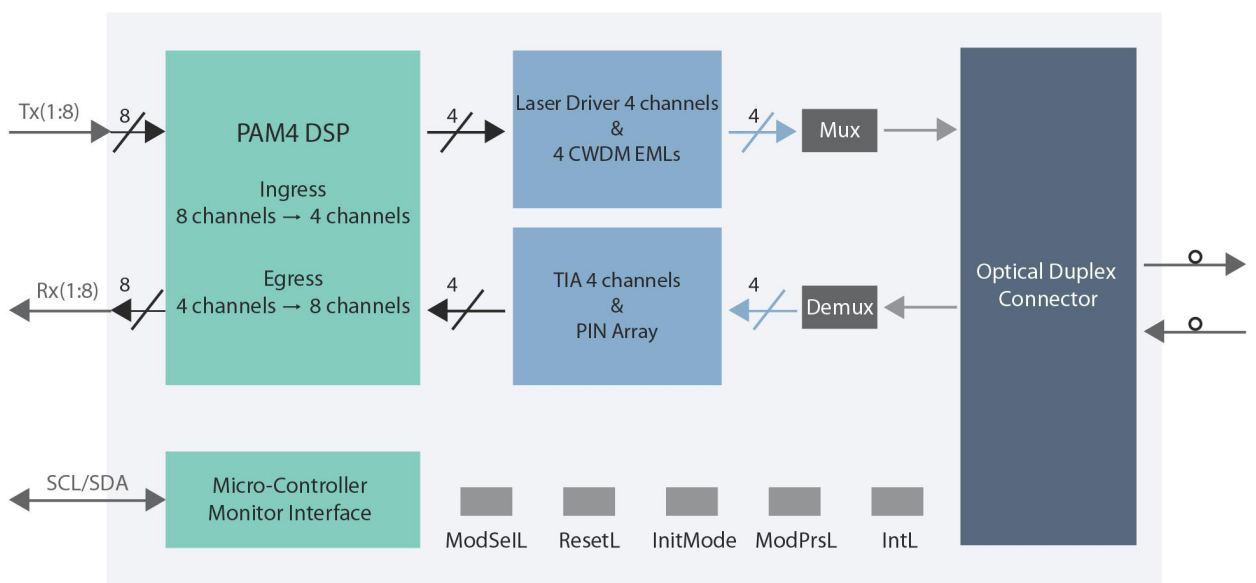 Tx(1:8)
8
PAM4 DSP
Ingress
8 channels → 4 channels
Egress
4 channels → 8 channels
Rx(1:8)
8
4
Laser Driver 4 channels
&
4 CWDM EMLs
4
Mux
4
TIA 4 channels
&
PIN Array
4
Demux
Optical Duplex
Connector
SCL/SDA
Micro-Controller
Monitor Interface
ModSelL
ResetL
InitMode
ModPrsL
IntL